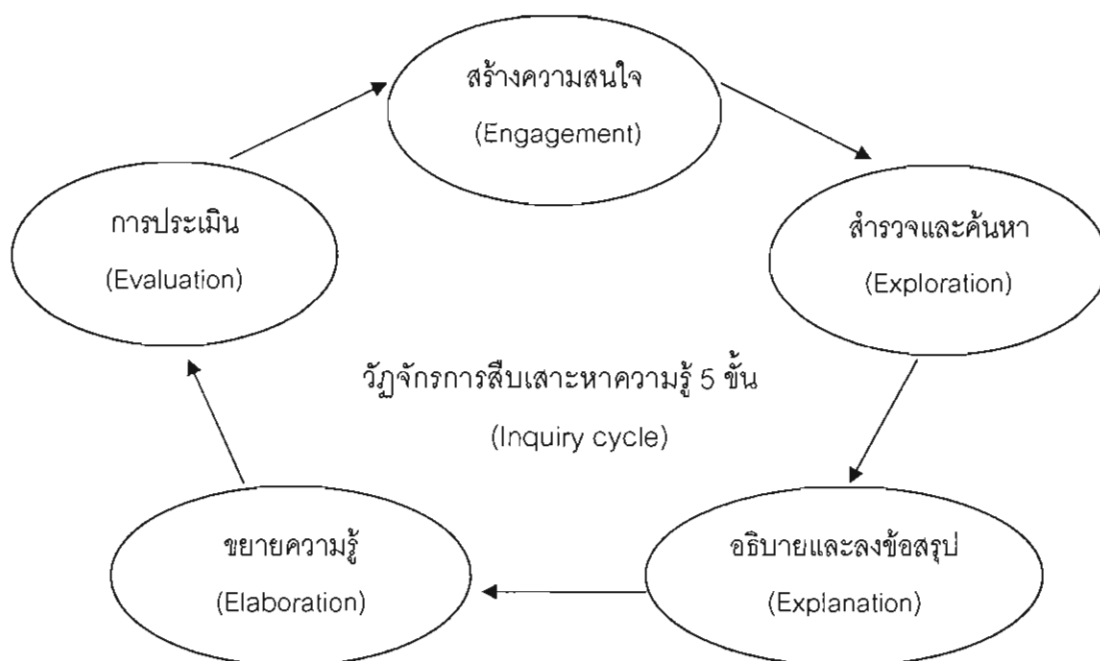 สร้างความสนใจ
(Engagement)
สำรวจและค้นหา
(Exploration)
อธิบายและลงข้อสรุป
(Explanation)
ขยายความรู้
(Elaboration)
การประเมิน
(Evaluation)
วัฏจักรการสืบเสาะหาความรู้ 5 ขั้น
(Inquiry cycle)